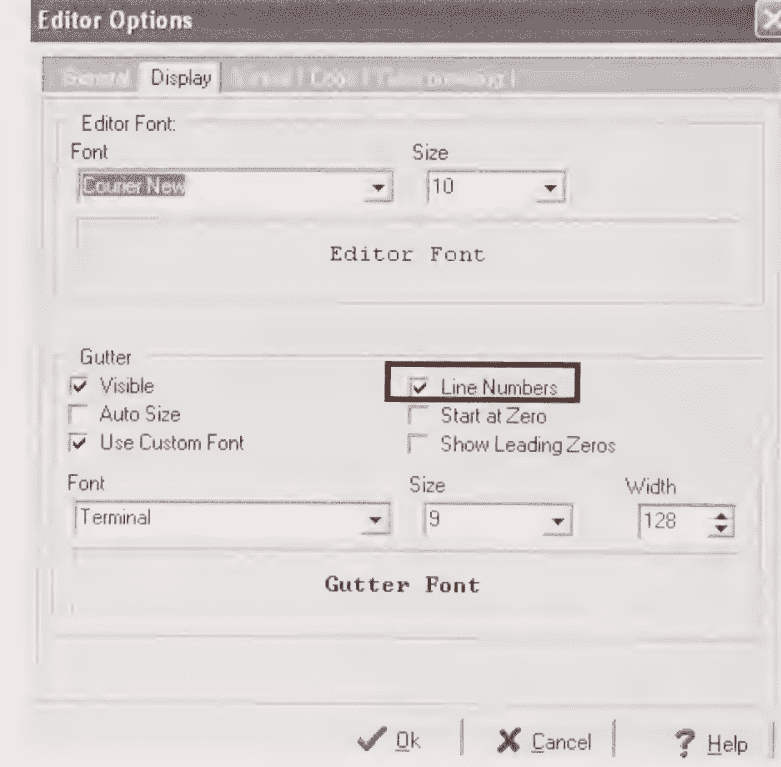 Editor Options
General Display
Editor Font:
Font Size
Courier New 10
Editor Font
Gutter
Visible Line Numbers
Auto Size Start at Zero
Use Custom Font Show Leading Zeros
Font Size Width
Terminal 9 128
Gutter Font
Ok Cancel Help